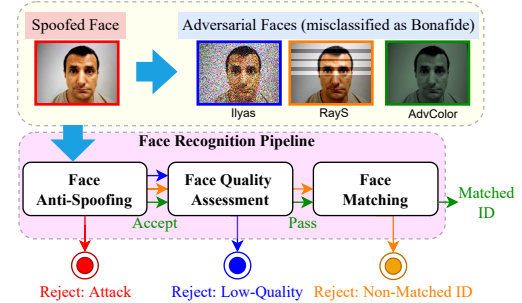 Spoofed Face
Adversarial Faces (misclassified as Bonafide)
Ilyas
RayS
AdvColor
Face Recognition Pipeline
Face
Anti-Spoofing
Face Quality
Assessment
Face
Matching
Matched
ID
Accept
Pass
Reject: Attack
Reject: Low-Quality
Reject: Non-Matched ID